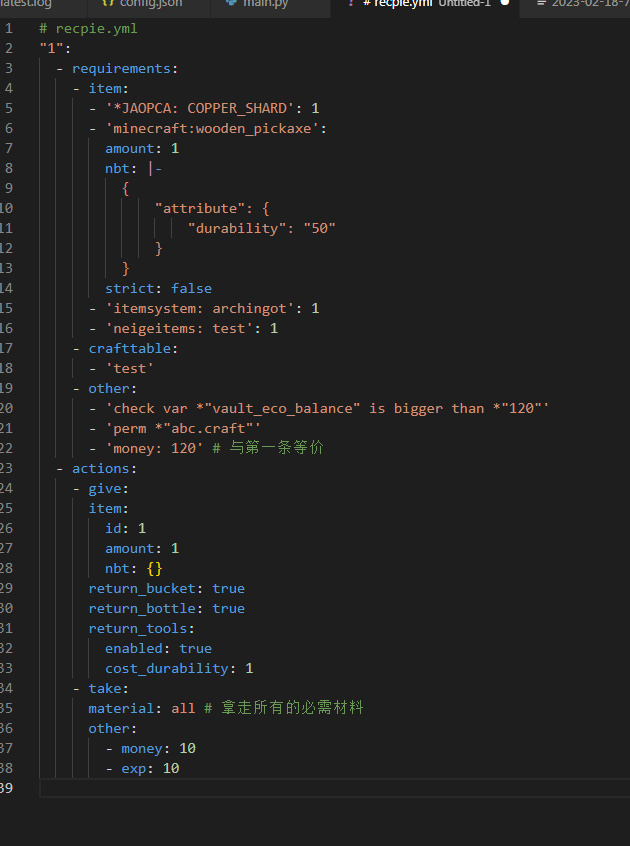 latest.log config.json main.py # recpie.yml Untitled-1 2023-02-18-7
1 # recpie.yml
2 "1":
3 - requirements:
4 - item:
5 - '*JAOPCA: COPPER_SHARD': 1
6 - 'minecraft:wooden_pickaxe':
7 amount: 1
8 nbt: |-
9 {
10 "attribute": {
11 "durability": "50"
12 }
13 }
14 strict: false
15 - 'itemsystem: archingot': 1
16 - 'neigeitems: test': 1
17 - crafttable:
18 - 'test'
19 - other:
20 - 'check var *"vault_eco_balance" is bigger than *"120"'
21 - 'perm *"abc.craft"'
22 - 'money: 120' # 与第一条等价
23 - actions:
24 - give:
25 item:
26 id: 1
27 amount: 1
28 nbt: {}
29 return_bucket: true
30 return_bottle: true
31 return_tools:
32 enabled: true
33 cost_durability: 1
34 - take:
35 material: all # 拿走所有的必需材料
36 other:
37 - money: 10
38 - exp: 10
39